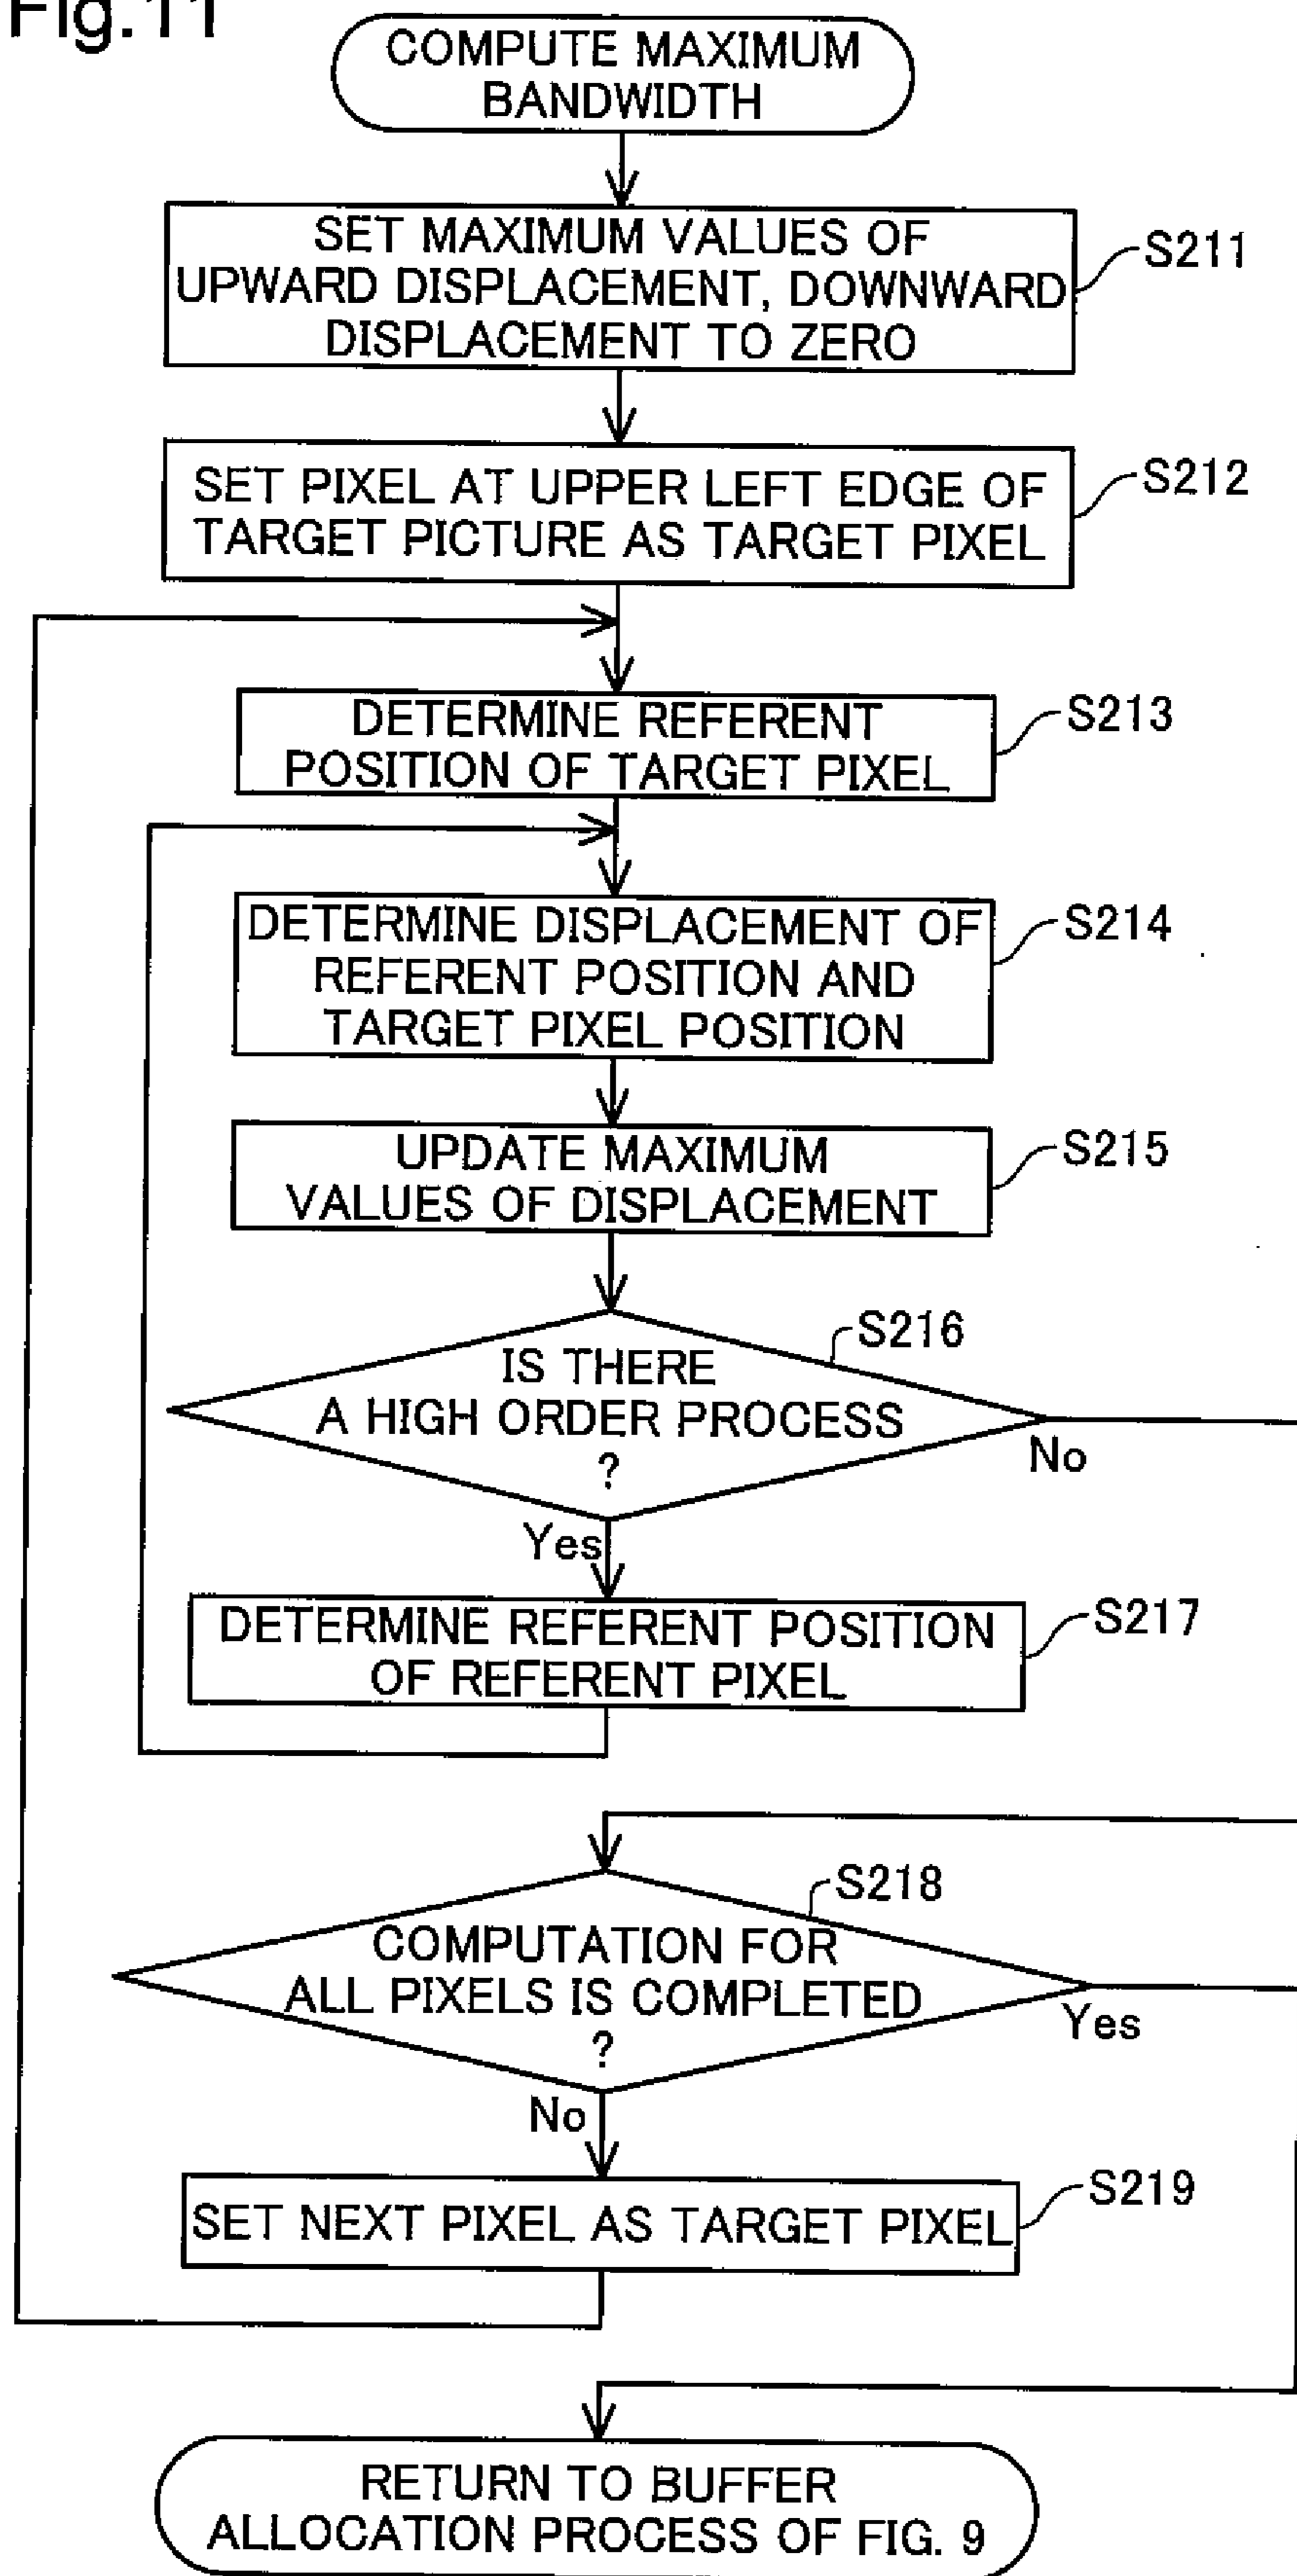 Fig.11
COMPUTE MAXIMUM
BANDWIDTH
SET MAXIMUM VALUES OF
UPWARD DISPLACEMENT, DOWNWARD
DISPLACEMENT TO ZERO
S211
SET PIXEL AT UPPER LEFT EDGE OF
TARGET PICTURE AS TARGET PIXEL
S212
DETERMINE REFERENT
POSITION OF TARGET PIXEL
S213
DETERMINE DISPLACEMENT OF
REFERENT POSITION AND
TARGET PIXEL POSITION
S214
UPDATE MAXIMUM
VALUES OF DISPLACEMENT
S215
S216
IS THERE
A HIGH ORDER PROCESS
?
No
Yes
DETERMINE REFERENT POSITION
OF REFERENT PIXEL
S217
S218
COMPUTATION FOR
ALL PIXELS IS COMPLETED
?
Yes
No
SET NEXT PIXEL AS TARGET PIXEL
S219
RETURN TO BUFFER
ALLOCATION PROCESS OF FIG. 9